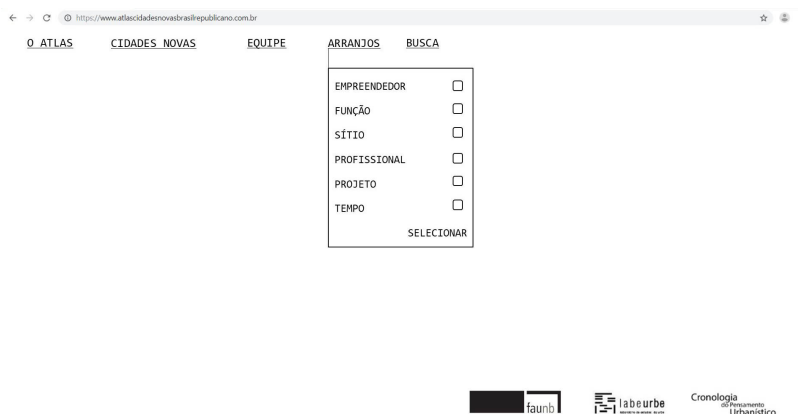 https://www.atlascidadesnovasbrasilrepublicano.com.br
O ATLAS CIDADES NOVAS EQUIPE ARRANJOS BUSCA
EMPREENDEDOR
FUNÇÃO
SÍTIO
PROFISSIONAL
PROJETO
TEMPO
SELECIONAR
faunb
labeurbe
Cronologia
do Pensamento
Urbanístico